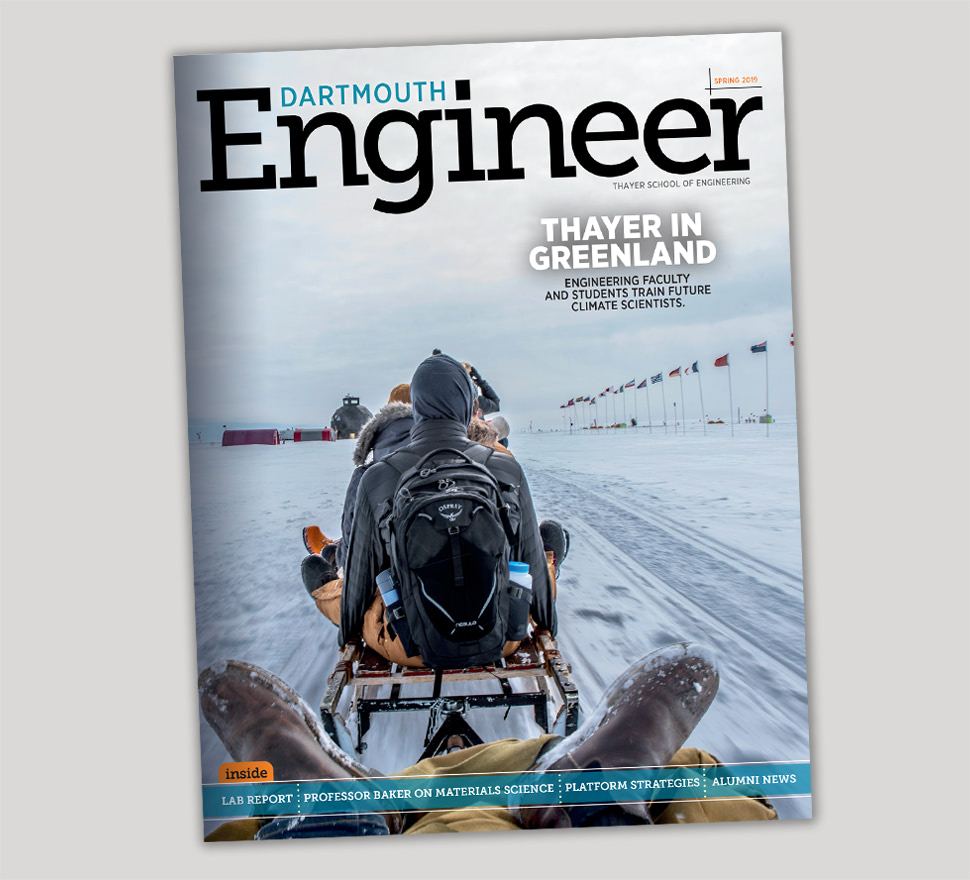 DARTMOUTH
SPRING 2019
Engineer
THAYER SCHOOL OF ENGINEERING
THAYER IN
GREENLAND
ENGINEERING FACULTY
AND STUDENTS TRAIN FUTURE
CLIMATE SCIENTISTS.
OSPREY
nebula
inside
LAB REPORT PROFESSOR BAKER ON MATERIALS SCIENCE PLATFORM STRATEGIES ALUMNI NEWS